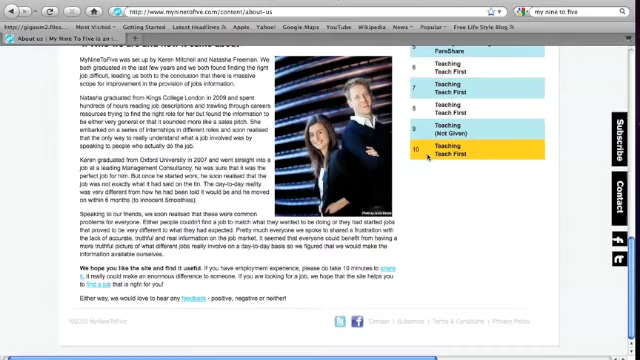 Apple (141)
http://www.myninetofive.com/content/about-us
my nine to five
Most Visited
Getting Started
Latest Headlines
Apple
Yahoo!
Google Maps
YouTube
Wikipedia
News
Popular
Free Life Style Dos...
About us | My Nine To Five is an i...
MyNineToFive was set up by Keren Mitchell and Natasha Freeman. We
both graduated in the last few years and we both found finding the right
job difficult, leading us both to the conclusion that there is massive
scope for improvement in the provision of jobs information.
Natasha graduated from Kings College London in 2009 and spent
hundreds of hours reading job descriptions and trawling through careers
resources trying to find the right role for her but found the information to
be either very general or that it sounded more like a sales pitch. She
embarked on a series of internships in different roles and soon realised
that the only way to really understand what a job involved was by
speaking to people who actually do the job.
Keren graduated from Oxford University in 2007 and went straight into
a job at a leading Management Consultancy, he was sure that it was the
perfect job for him. But once he started work, he soon realised that the
job was not exactly what it had said on the tin. The day-to-day reality
was very different from how he had been told it would be and he moved
on within 6 months (to Innocent Smoothies).
Speaking to our friends, we soon realised that these were common
problems for everyone. Either people couldn't find a job to match what they wanted to be doing or they had started jobs
that proved to be very different to what they had expected. Pretty much everyone we spoke to shared a frustration with
the lack of accurate, truthful and real information on the job market. It seemed that everyone could benefit from having a
more truthful picture of what different jobs really involve on a day-to-day basis so we figured that we would make the
information available ourselves.
We hope you like the site and find it useful. If you have employment experience, please do take 10 minutes to share
it, it really could make an enormous difference to someone. If you are looking for a job, we hope that the site helps you
to find a job that is right for you!
Either way, we would love to hear any feedback - positive, negative or neither!
5
FareShare
6
Teaching
Teach First
7
Teaching
Teach First
8
Teaching
Teach First
9
Teaching
(Not Given)
10
Teaching
Teach First
Subscribe
Contact
©2010 MyNineToFive
Contact
Subscribe
Terms & Conditions
Privacy Policy